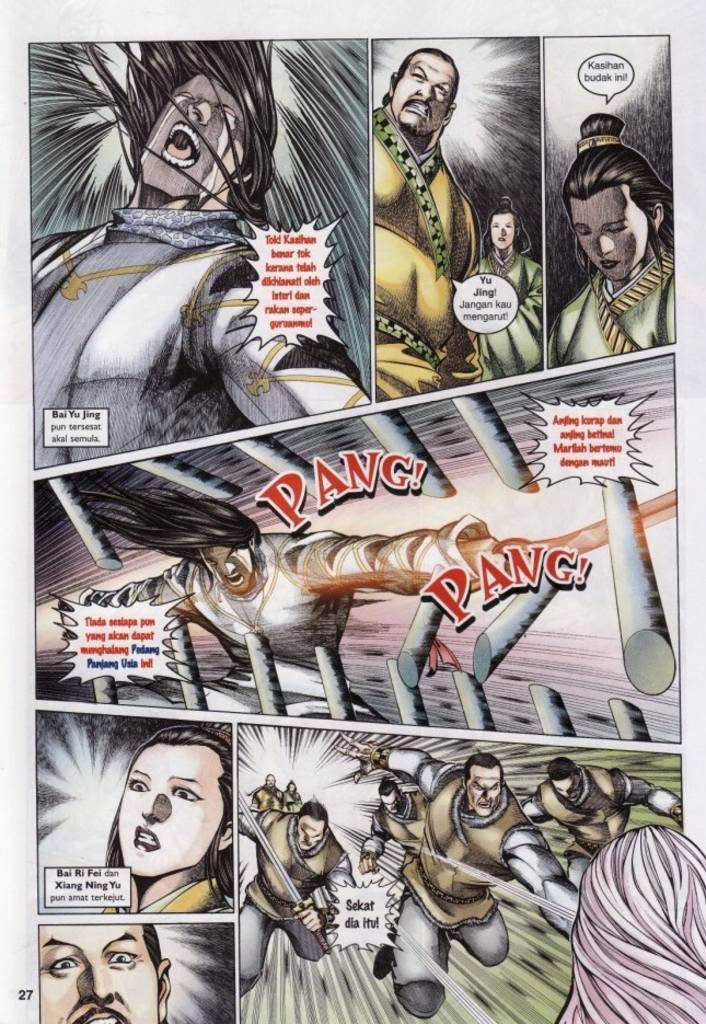 Tok! Kasihan
benar tok
kerana telah
dikhianati oleh
isteri dan
rakan seper-
guruanmu!
Bai Yu Jing
pun tersesat
akal semula.
Yu
Jing!
Jangan kau
mengarut!
Kasihan
budak ini!
Anjing kurap dan
anjing betina!
Marilah bertemu
dengan maut!
PANG!
PANG!
Tiada sesiapa pun
yang akan dapat
menghalang Pedang
Panjang Usia ini!
Bai Ri Fei dan
Xiang Ning Yu
pun amat terkejut.
Sekat
dia itu!
27